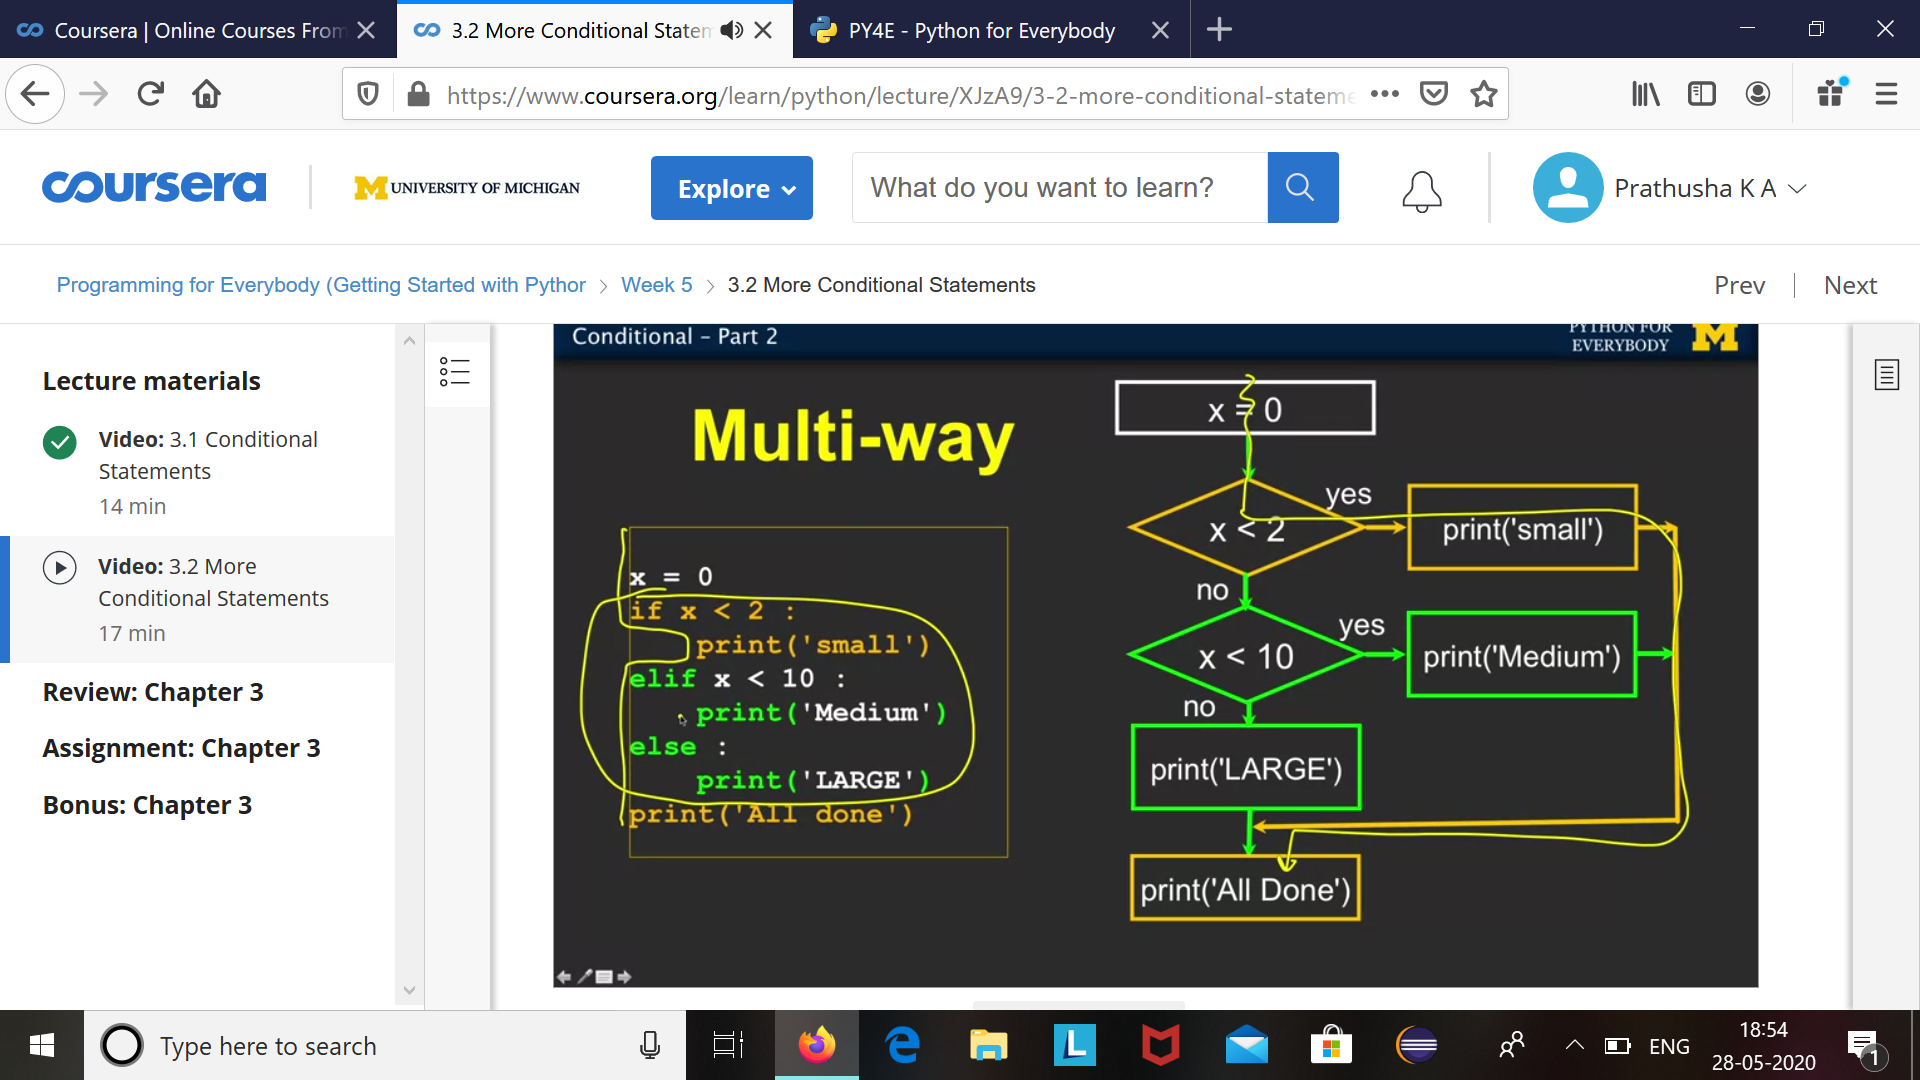 Coursera | Online Courses From
3.2 More Conditional Statem
PY4E - Python for Everybody
https://www.coursera.org/learn/python/lecture/XJzA9/3-2-more-conditional-stateme
coursera
UNIVERSITY OF MICHIGAN
Explore
What do you want to learn?
Prathusha K A
Programming for Everybody (Getting Started with Python
Week 5
3.2 More Conditional Statements
Prev
Next
Lecture materials
Video: 3.1 Conditional
Statements
14 min
Video: 3.2 More
Conditional Statements
17 min
Review: Chapter 3
Assignment: Chapter 3
Bonus: Chapter 3
Conditional – Part 2
PYTHON FOR
EVERYBODY
Multi-way
x = 0
if x < 2 :
print('small')
elif x < 10 :
print('Medium')
else :
print('LARGE')
print('All done')
x = 0
x < 2
yes
print('small')
no
x < 10
yes
print('Medium')
no
print('LARGE')
print('All Done')
Type here to search
ENG
18:54
28-05-2020
1